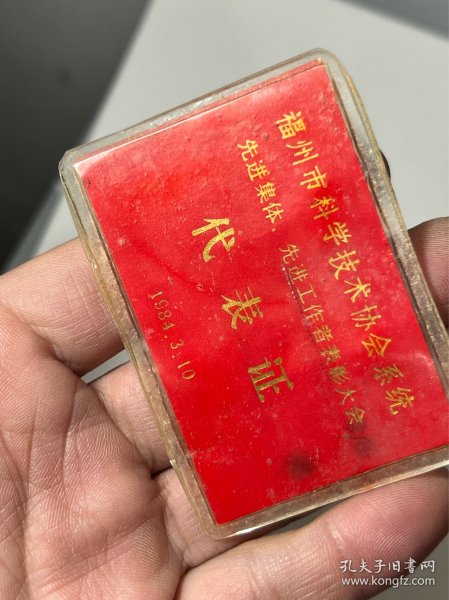 福州市科学技术协会系统
先进集体、先进工作者表彰大会
代表证
1984.3.10
孔夫子旧书网
www.kongfz.com